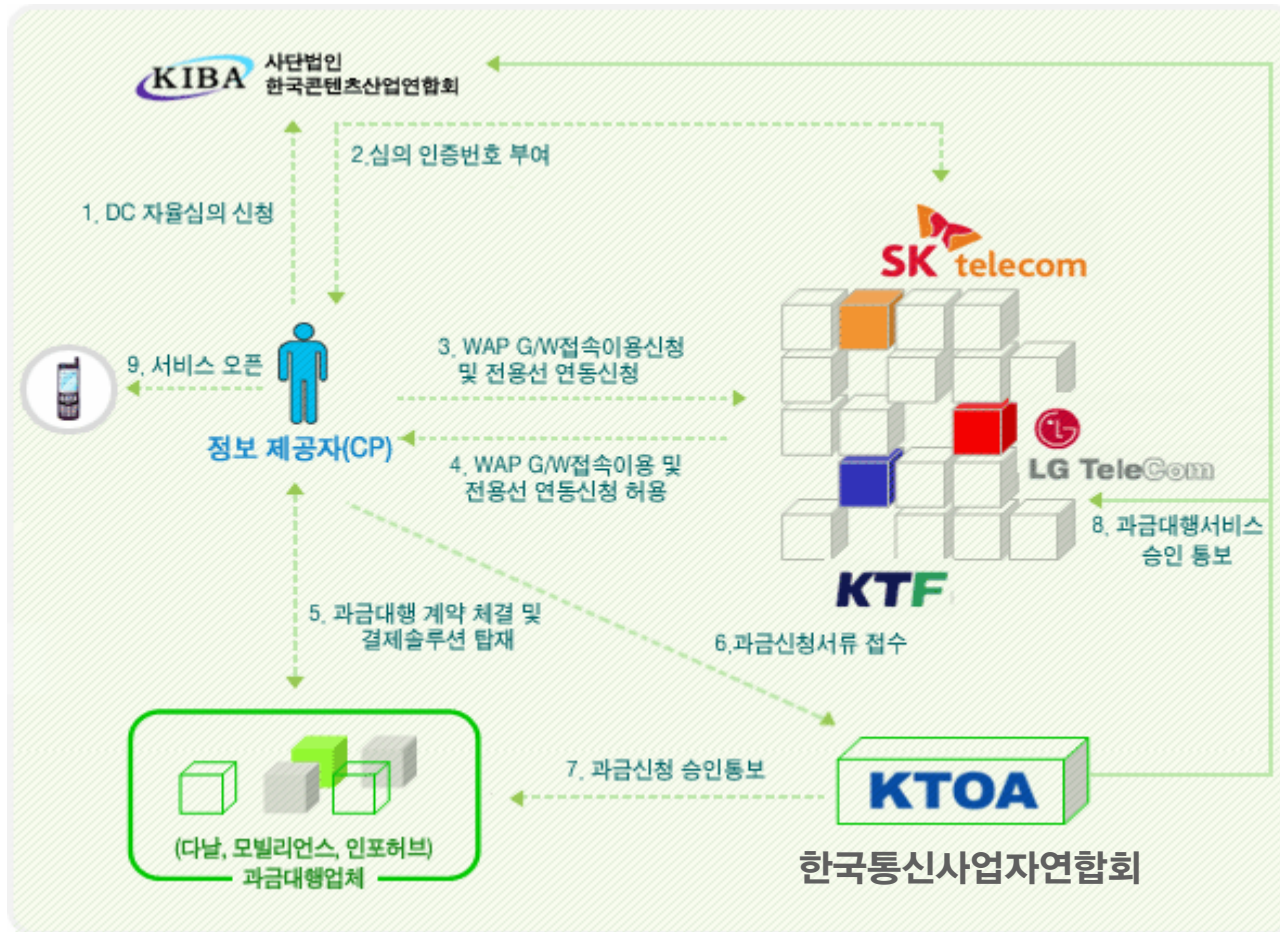 KIBA 사단법인
한국콘텐츠산업연합회
2.심의 인증번호 부여
1. DC 자율심의 신청
SK telecom
3. WAP G/W접속이용신청
및 전용선 연동신청
9. 서비스 오픈
정보 제공자(CP)
4. WAP G/W접속이용 및
전용선 연동신청 허용
LG TeleCom
8. 과금대행서비스
승인 통보
KTF
5. 과금대행 계약 체결 및
결제솔루션 탑재
6.과금신청서류 접수
7. 과금신청 승인통보
KTOA
(다날, 모빌리언스, 인포허브)
과금대행업체
한국통신사업자연합회